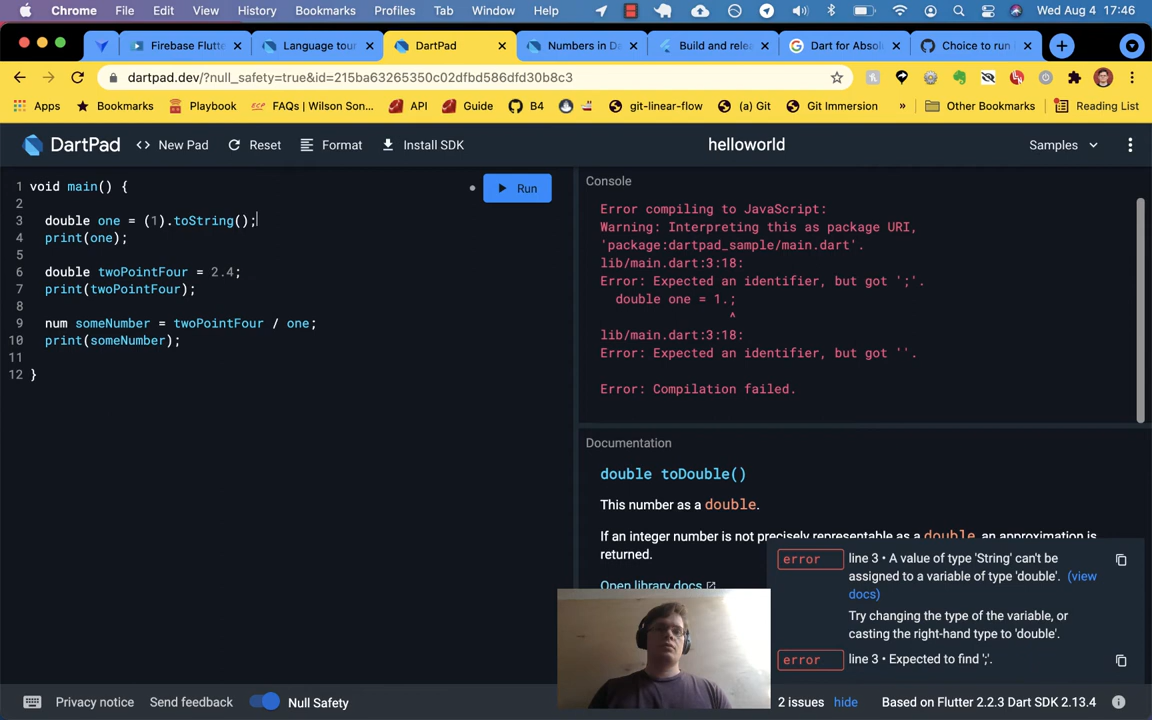 Chrome File Edit View History Bookmarks Profiles Tab Window Help Wed Aug 4 17:46
Firebase Flutte Language tour DartPad Numbers in Da Build and relea Dart for Absol Choice to run
dartpad.dev/?null_safety=true&id=215ba63265350c02dfbd586dfd30b8c3
Apps Bookmarks Playbook FAQs | Wilson Son... API Guide B4 git-linear-flow (a) Git Git Immersion » Other Bookmarks Reading List
DartPad <> New Pad Reset Format Install SDK helloworld Samples
Run
1 void main() {
2
3 double one = (1).toString();
4 print(one);
5
6 double twoPointFour = 2.4;
7 print(twoPointFour);
8
9 num someNumber = twoPointFour / one;
10 print(someNumber);
11
12 }
Console
Error compiling to JavaScript:
Warning: Interpreting this as package URI,
'package:dartpad_sample/main.dart'.
lib/main.dart:3:18:
Error: Expected an identifier, but got ';'.
double one = 1.;
^
lib/main.dart:3:18:
Error: Expected an identifier, but got ''.
Error: Compilation failed.
Documentation
double toDouble()
This number as a double.
If an integer number is not precisely representable as a double, an approximation is
returned.
Open library docs
error line 3 • A value of type 'String' can't be
assigned to a variable of type 'double'. (view
docs)
Try changing the type of the variable, or
casting the right-hand type to 'double'.
error line 3 • Expected to find ';'.
Privacy notice Send feedback Null Safety 2 issues hide Based on Flutter 2.2.3 Dart SDK 2.13.4